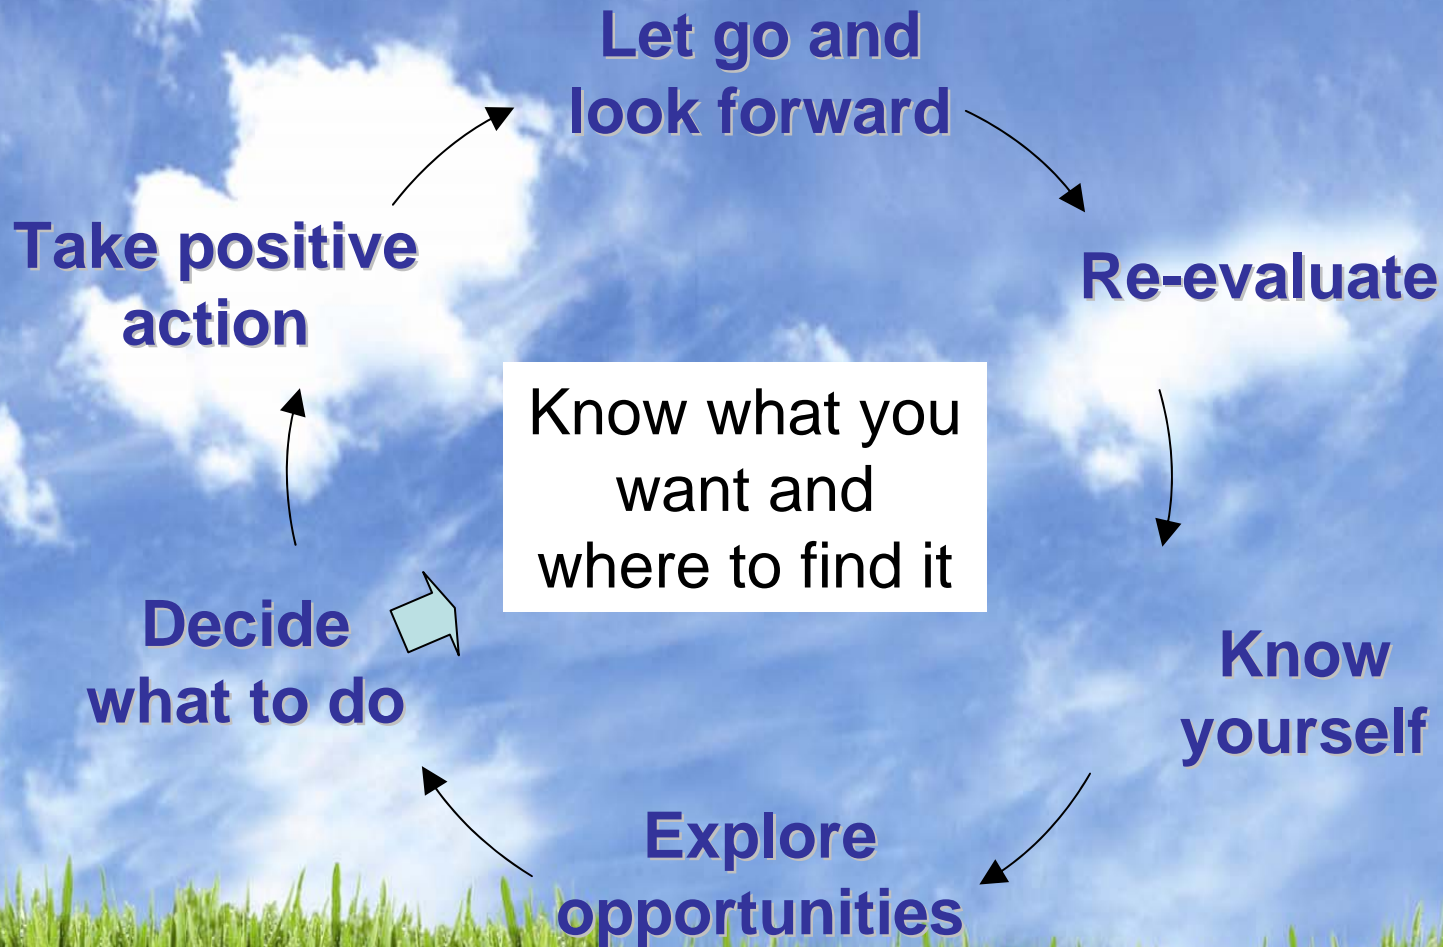 Let go and
look forward
Re-evaluate
Know
yourself
Explore
opportunities
Decide
what to do
Take positive
action
Know what you
want and
where to find it